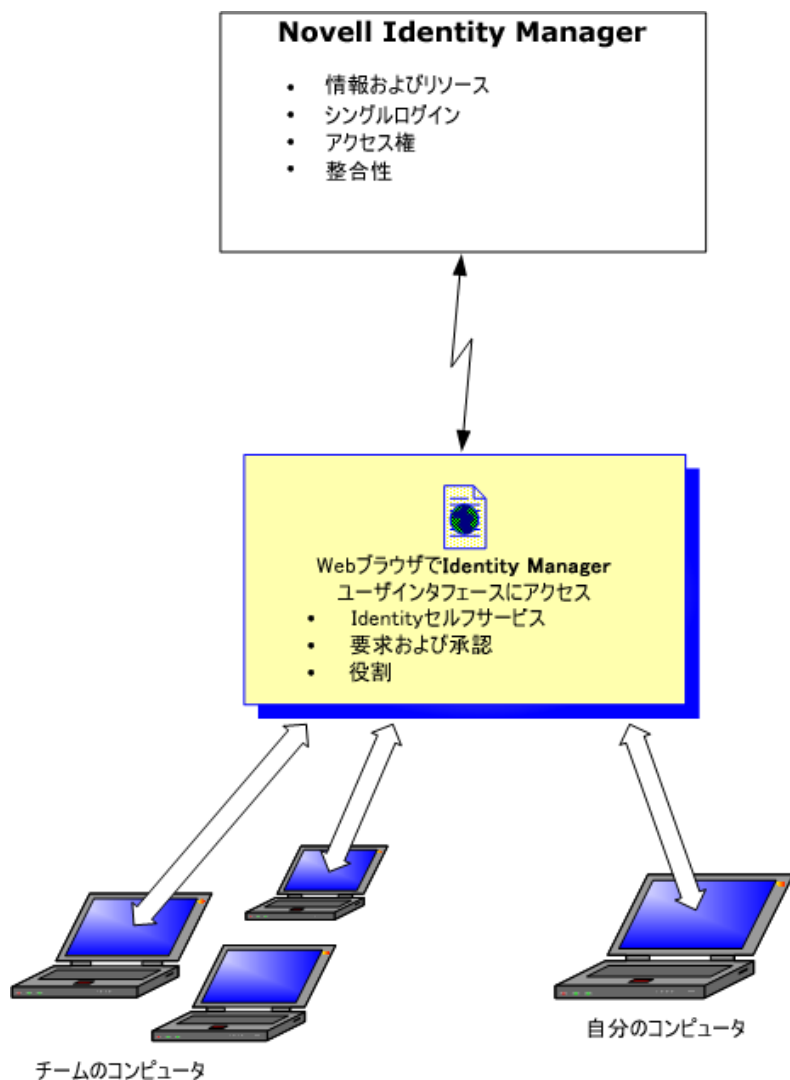 Novell Identity Manager
• 情報およびリソース
• シングルログイン
• アクセス権
• 整合性
WebブラウザでIdentity Manager
ユーザインタフェースにアクセス
• Identityセルフサービス
• 要求および承認
• 役割
自分のコンピュータ
チームのコンピュータ